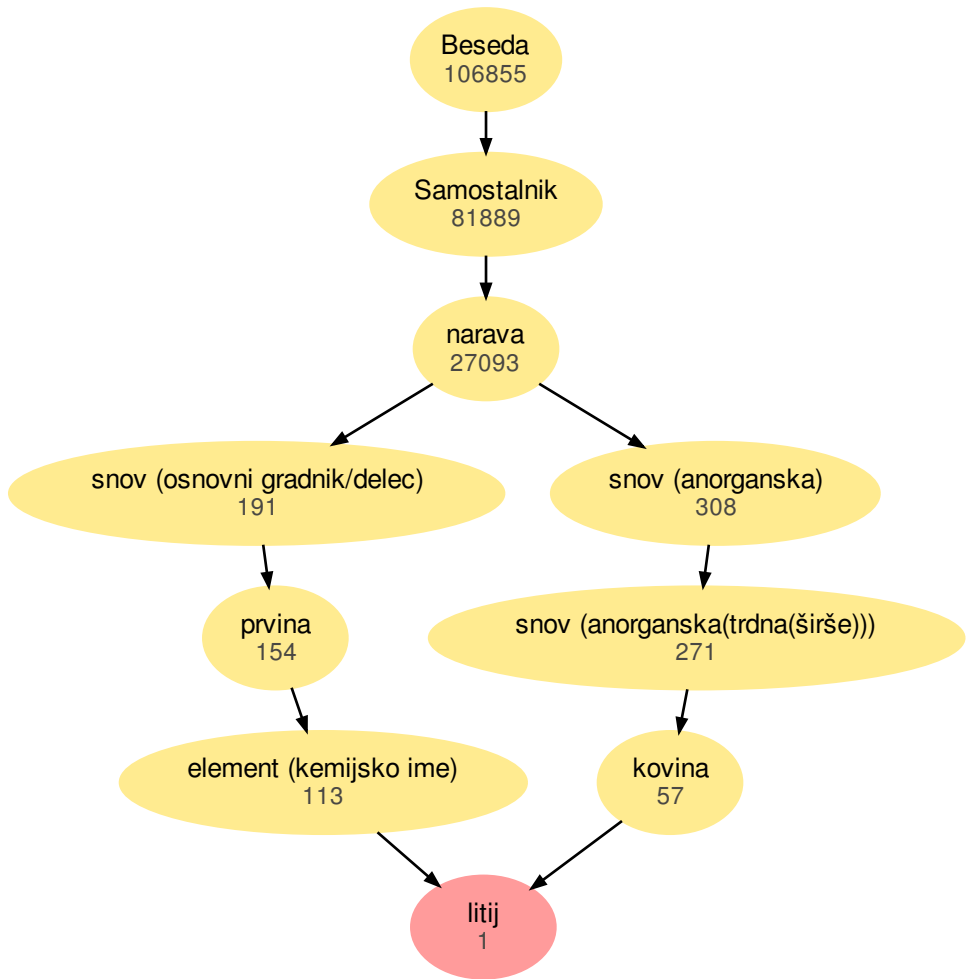 Beseda
106855
Samostalnik
81889
narava
27093
snov (osnovni gradnik/delec)
191
snov (anorganska)
308
prvina
154
snov (anorganska(trdna(širše)))
271
element (kemijsko ime)
113
kovina
57
litij
1